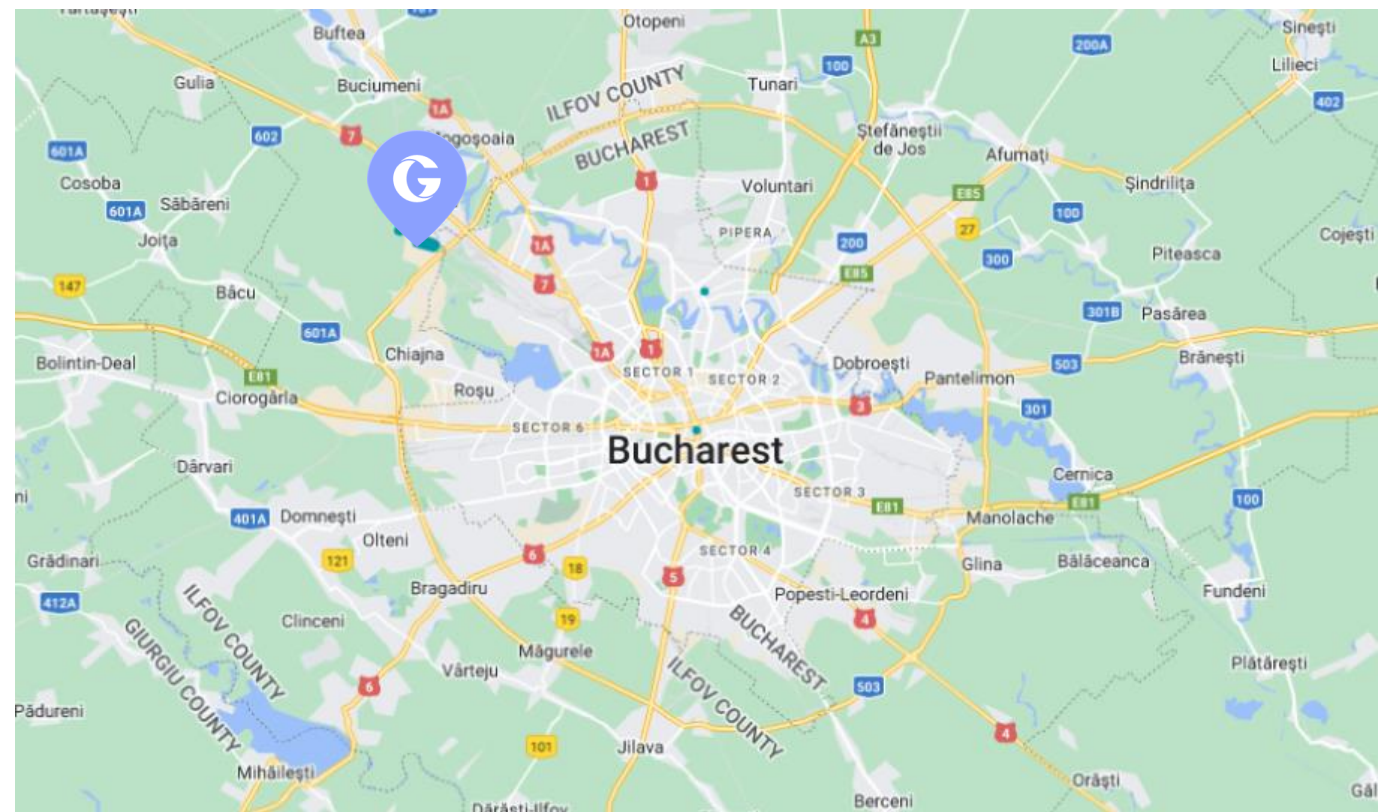 Otopeni
Sinești
Buftea
A3
200A
100
Lilieci
Gulia
Buciumeni
ILFOV COUNTY
Tunari
402
1A
602
7
BUCHAREST
Ștefăneștii
de Jos
Afumați
601A
G
Cosoba
1
Voluntari
E85
Șindrilița
601A
Săbăreni
100
Joița
1A
PIPERA
200
27
Cojești
300
Piteasca
147
Bâcu
7
E85
301B
Pasărea
601A
Chiajna
1A
1
Dobroești
503
Brănești
Bolintin-Deal
E81
Roșu
SECTOR 1
SECTOR 2
Pantelimon
Ciorogârla
3
301
SECTOR 6
Bucharest
Dârvari
Cernica
SECTOR 3
E81
E81
100
401A
Domnești
Manolache
Olteni
6
SECTOR 4
Grădinari
121
18
5
Glina
Bălăceanca
412A
ILFOV COUNTY
Bragadiru
Popesti-Leordeni
Fundeni
Clinceni
19
BUCHAREST
4
GIURGIU COUNTY
Măgurele
ILFOV COUNTY
Vârteju
6
503
Plătărești
Pădureni
101
Jilava
4
Mihăilești
Orăști
Berceni